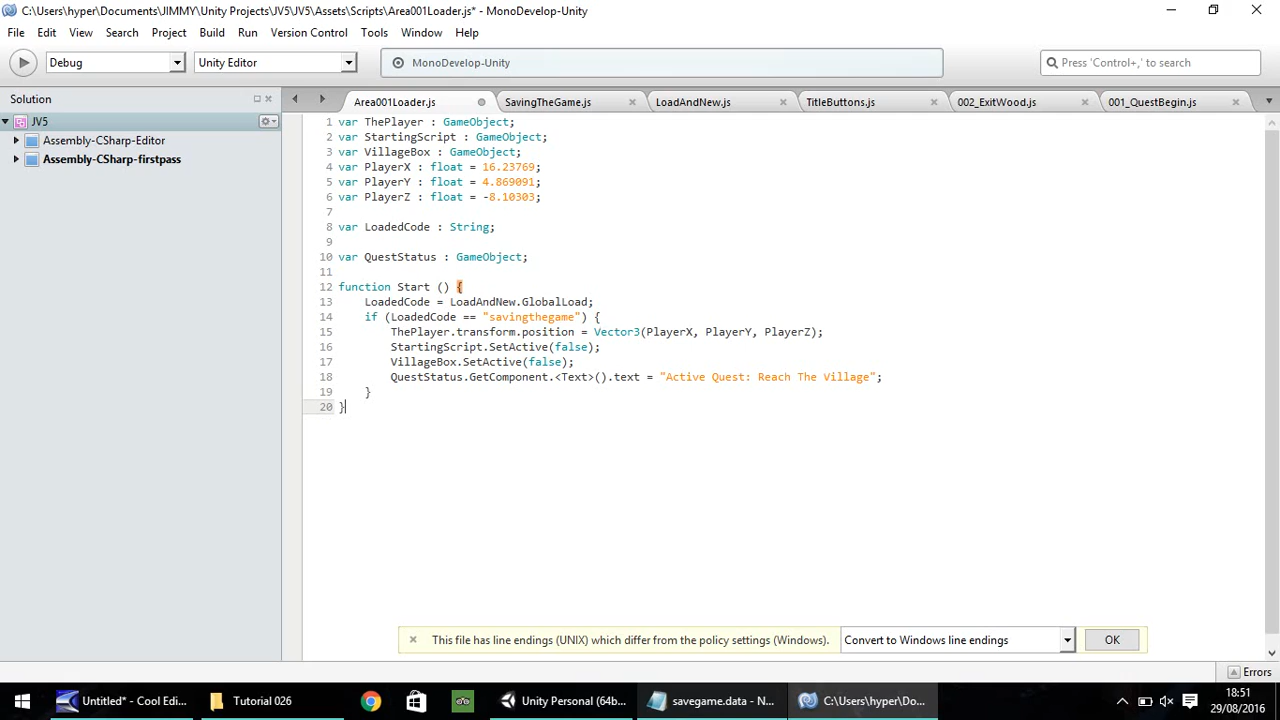 C:\Users\hyper\Documents\JIMMY\Unity Projects\JV5\JV5\Assets\Scripts\Area001Loader.js* - MonoDevelop-Unity
File Edit View Search Project Build Run Version Control Tools Window Help
Debug Unity Editor MonoDevelop-Unity Press 'Control+,' to search
Solution Area001Loader.js SavingTheGame.js LoadAndNew.js TitleButtons.js 002_ExitWood.js 001_QuestBegin.js
JV5
Assembly-CSharp-Editor
Assembly-CSharp-firstpass
1 var ThePlayer : GameObject;
2 var StartingScript : GameObject;
3 var VillageBox : GameObject;
4 var PlayerX : float = 16.23769;
5 var PlayerY : float = 4.869091;
6 var PlayerZ : float = -8.10303;
7
8 var LoadedCode : String;
9
10 var QuestStatus : GameObject;
11
12 function Start () {
13 LoadedCode = LoadAndNew.GlobalLoad;
14 if (LoadedCode == "savingthegame") {
15 ThePlayer.transform.position = Vector3(PlayerX, PlayerY, PlayerZ);
16 StartingScript.SetActive(false);
17 VillageBox.SetActive(false);
18 QuestStatus.GetComponent.<Text>().text = "Active Quest: Reach The Village";
19 }
20 }
This file has line endings (UNIX) which differ from the policy settings (Windows). Convert to Windows line endings OK
Errors
Untitled* - Cool Edi... Tutorial 026 Unity Personal (64b... savegame.data - N... C:\Users\hyper\Do... 18:51
29/08/2016